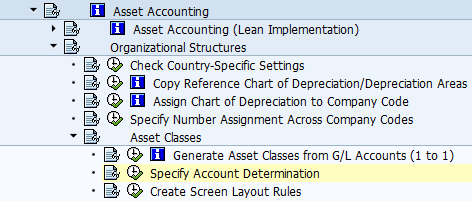 Asset Accounting
Asset Accounting (Lean Implementation)
Organizational Structures
Check Country-Specific Settings
Copy Reference Chart of Depreciation/Depreciation Areas
Assign Chart of Depreciation to Company Code
Specify Number Assignment Across Company Codes
Asset Classes
Generate Asset Classes from G/L Accounts (1 to 1)
Specify Account Determination
Create Screen Layout Rules